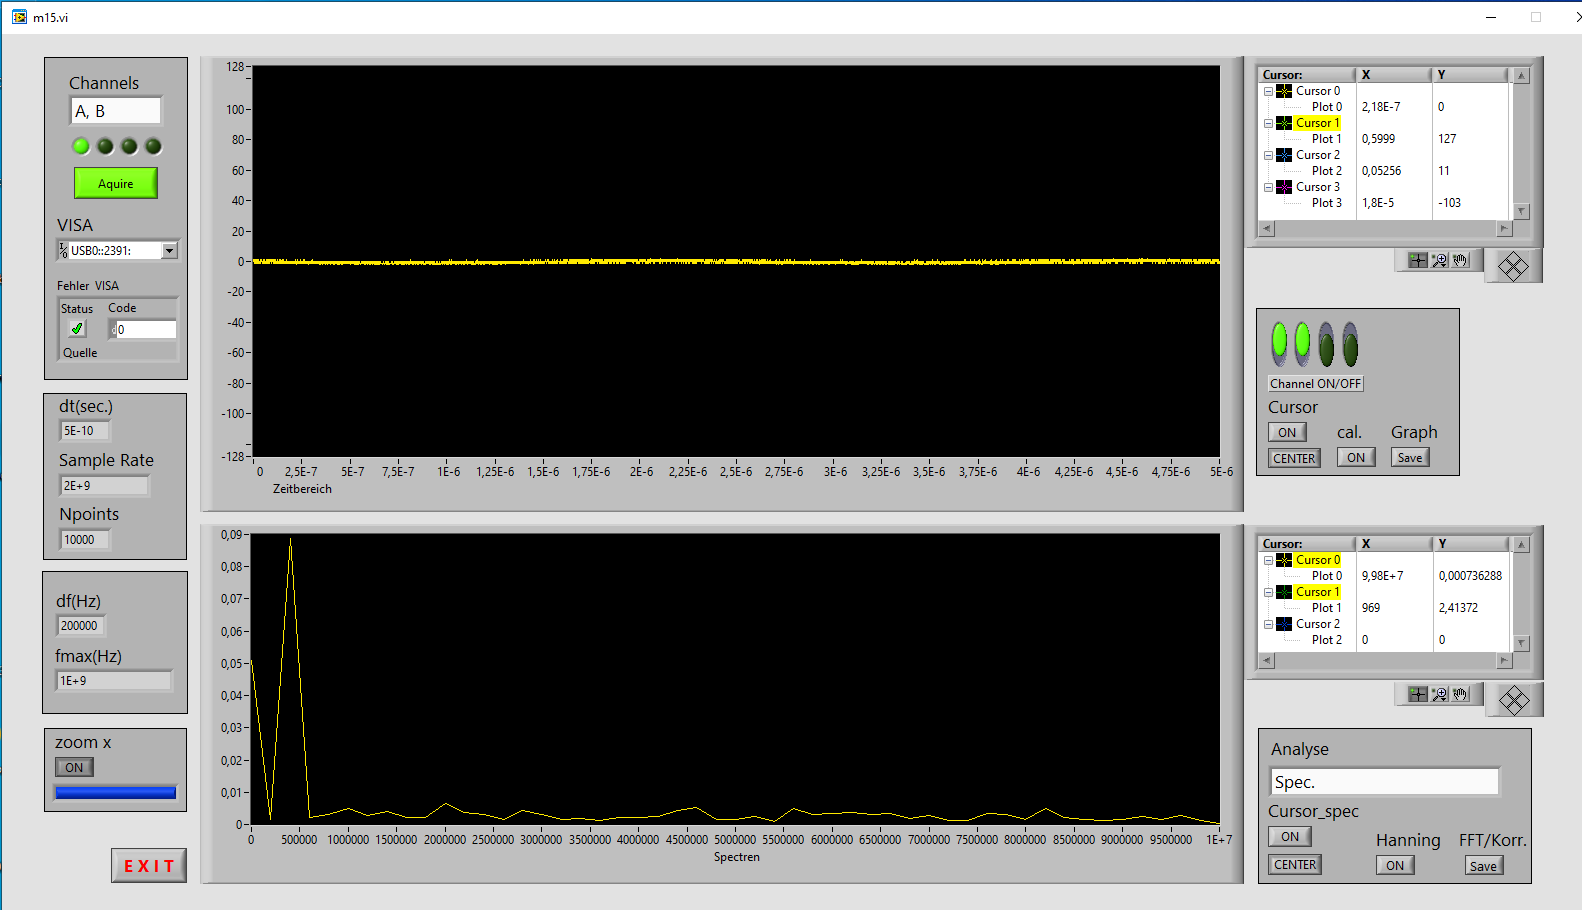 m15.vi
Channels
A, B
Aquire
VISA
USB0::2391:
Fehler VISA
Status Code
0
Quelle
dt(sec.)
5E-10
Sample Rate
2E+9
Npoints
10000
df(Hz)
200000
fmax(Hz)
1E+9
zoom x
ON
EXIT
128
100
80
60
40
20
0
-20
-40
-60
-80
-100
-128
0 2,5E-7 5E-7 7,5E-7 1E-6 1,25E-6 1,5E-6 1,75E-6 2E-6 2,25E-6 2,5E-6 2,75E-6 3E-6 3,25E-6 3,5E-6 3,75E-6 4E-6 4,25E-6 4,5E-6 4,75E-6 5E-6
Zeitbereich
0,09
0,08
0,07
0,06
0,05
0,04
0,03
0,02
0,01
0
0 500000 1000000 1500000 2000000 2500000 3000000 3500000 4000000 4500000 5000000 5500000 6000000 6500000 7000000 7500000 8000000 8500000 9000000 9500000 1E+7
Spectren
Cursor: X Y
Cursor 0
Plot 0 2,18E-7 0
Cursor 1
Plot 1 0,5999 127
Cursor 2
Plot 2 0,05256 11
Cursor 3
Plot 3 1,8E-5 -103
Channel ON/OFF
Cursor
ON cal. Graph
CENTER ON Save
Cursor: X Y
Cursor 0
Plot 0 9,98E+7 0,000736288
Cursor 1
Plot 1 969 2,41372
Cursor 2
Plot 2 0 0
Analyse
Spec.
Cursor_spec
ON Hanning FFT/Korr.
CENTER ON Save